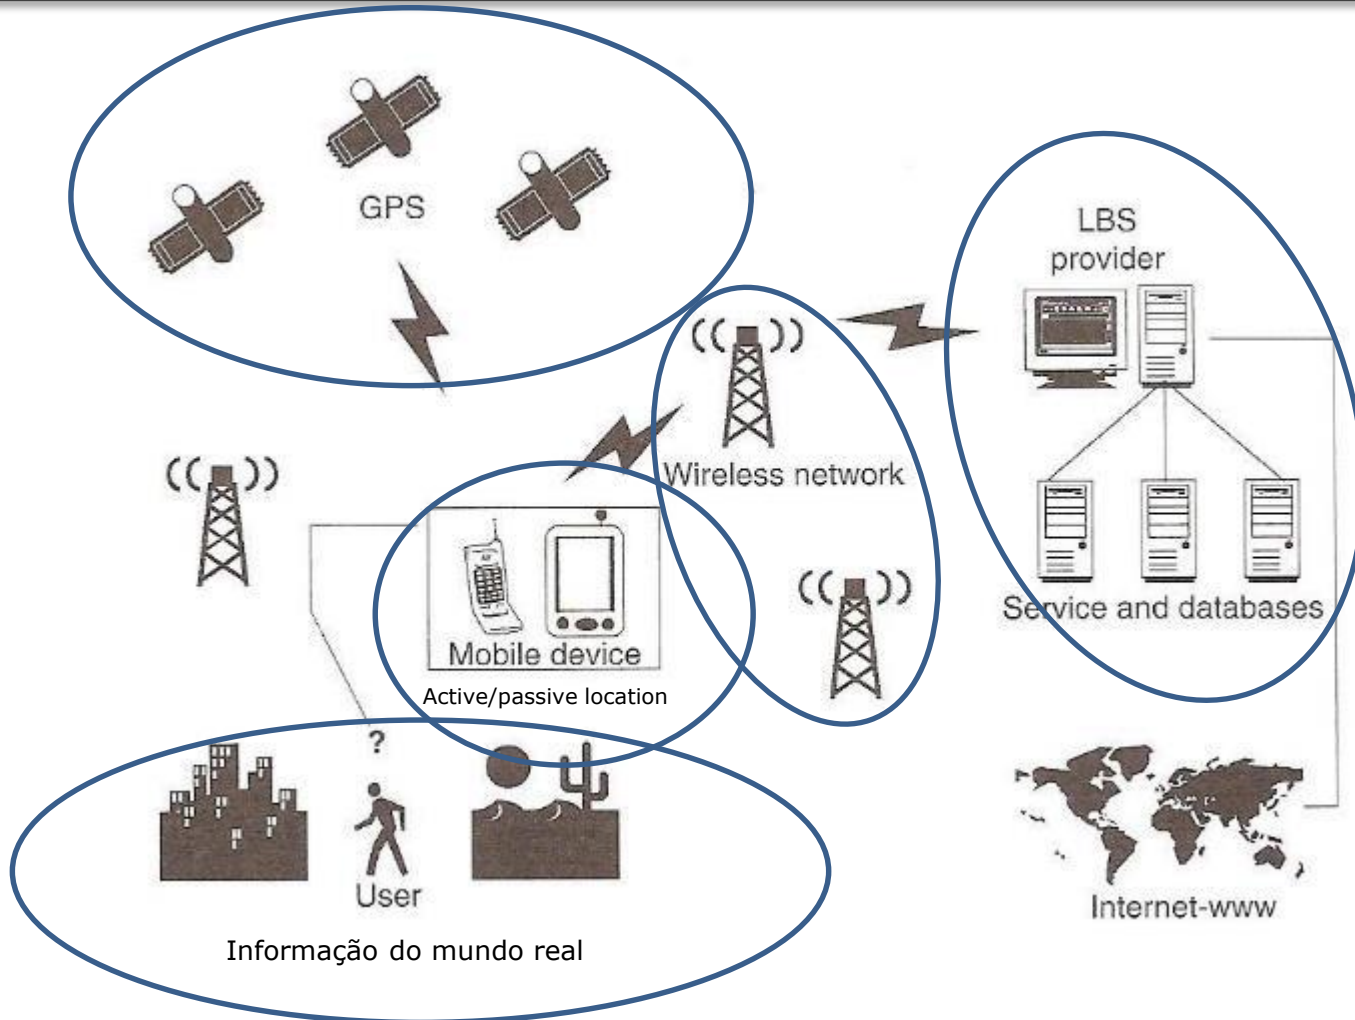 GPS
LBS
provider
Wireless network
Service and databases
Mobile device
Active/passive location
?
User
Informação do mundo real
Internet-www